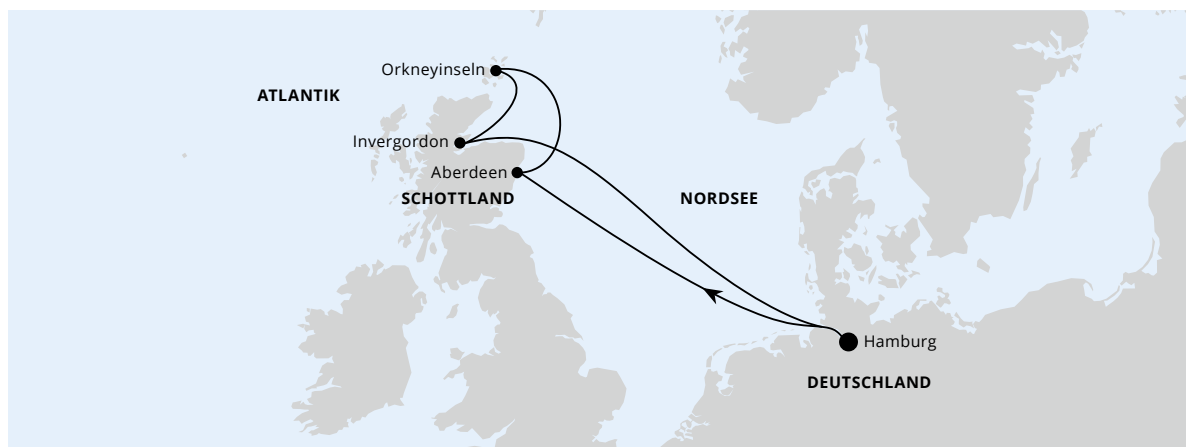 Orkneyinseln
ATLANTIK
Invergordon
Aberdeen
SCHOTTLAND
NORDSEE
Hamburg
DEUTSCHLAND